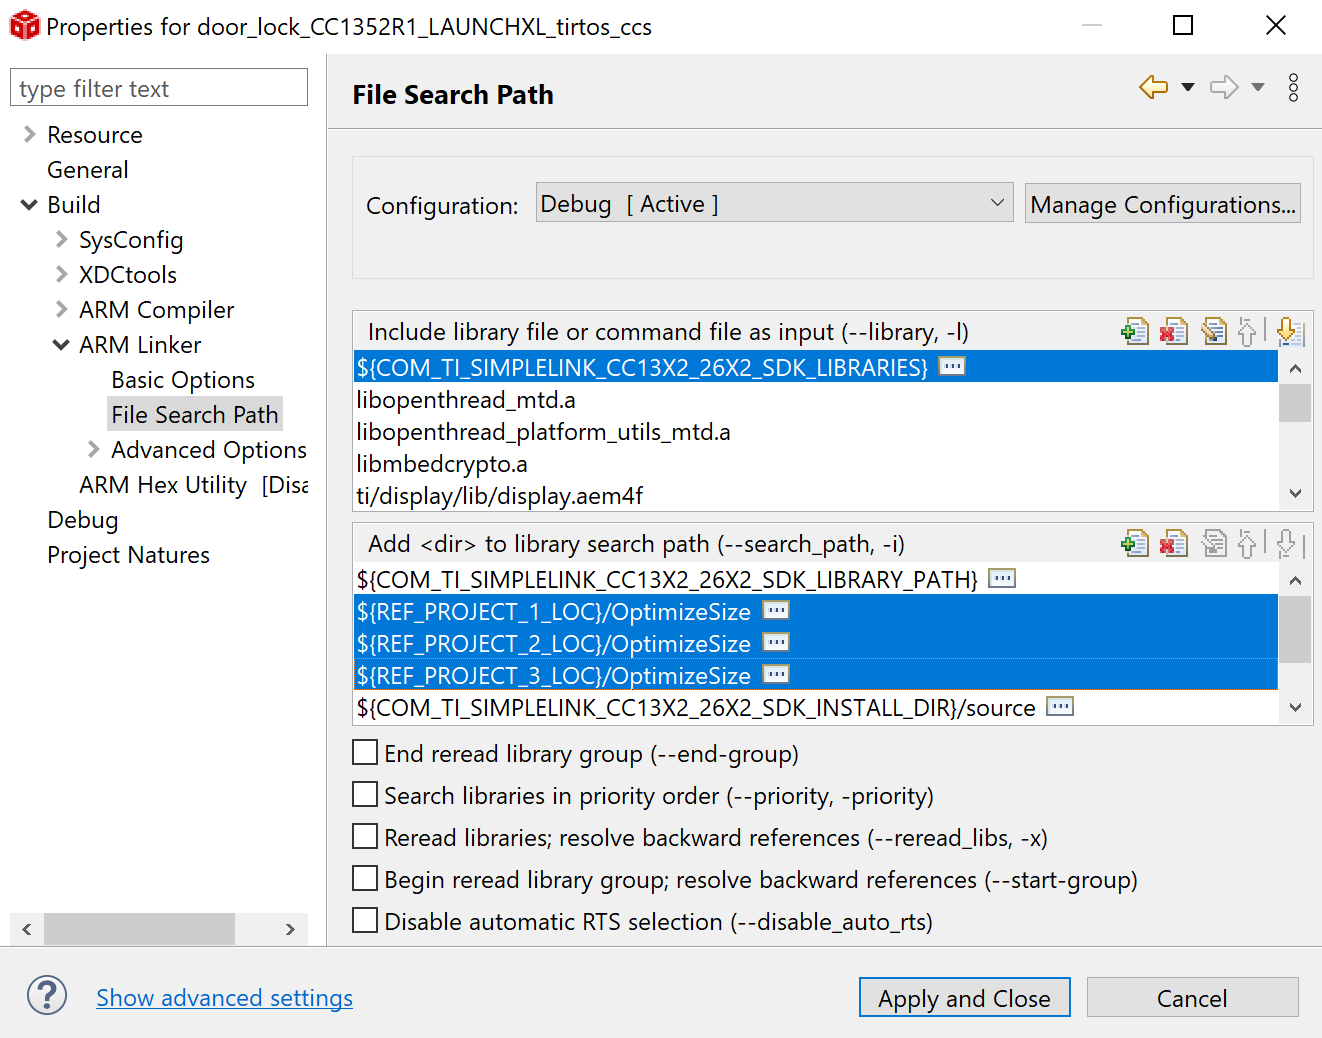 Properties for door_lock_CC1352R1_LAUNCHXL_tirtos_ccs
type filter text
Resource
General
Build
SysConfig
XDCtools
ARM Compiler
ARM Linker
Basic Options
File Search Path
Advanced Options
ARM Hex Utility [Disa
Debug
Project Natures
File Search Path
Configuration:
Debug [ Active ]
Manage Configurations...
Include library file or command file as input (--library, -l)
${COM_TI_SIMPLELINK_CC13X2_26X2_SDK_LIBRARIES}
libopenthread_mtd.a
libopenthread_platform_utils_mtd.a
libmbedcrypto.a
ti/display/lib/display.aem4f
Add <dir> to library search path (--search_path, -i)
${COM_TI_SIMPLELINK_CC13X2_26X2_SDK_LIBRARY_PATH}
${REF_PROJECT_1_LOC}/OptimizeSize
${REF_PROJECT_2_LOC}/OptimizeSize
${REF_PROJECT_3_LOC}/OptimizeSize
${COM_TI_SIMPLELINK_CC13X2_26X2_SDK_INSTALL_DIR}/source
End reread library group (--end-group)
Search libraries in priority order (--priority, -priority)
Reread libraries; resolve backward references (--reread_libs, -x)
Begin reread library group; resolve backward references (--start-group)
Disable automatic RTS selection (--disable_auto_rts)
?
Show advanced settings
Apply and Close
Cancel